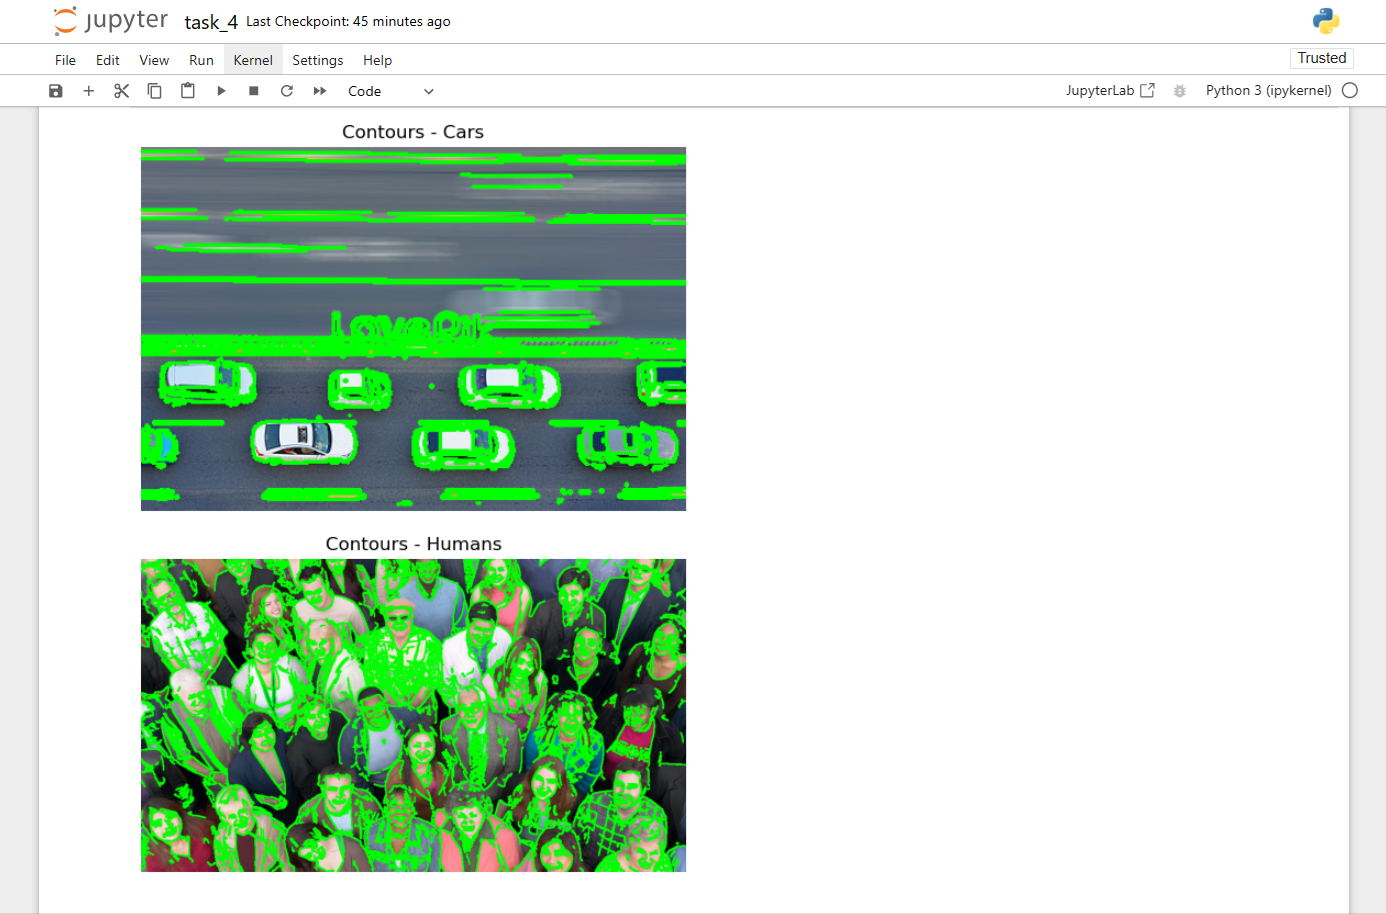 jupyter task_4 Last Checkpoint: 45 minutes ago
File Edit View Run Kernel Settings Help
Trusted
Code
JupyterLab
Python 3 (ipykernel)
Contours - Cars
Contours - Humans